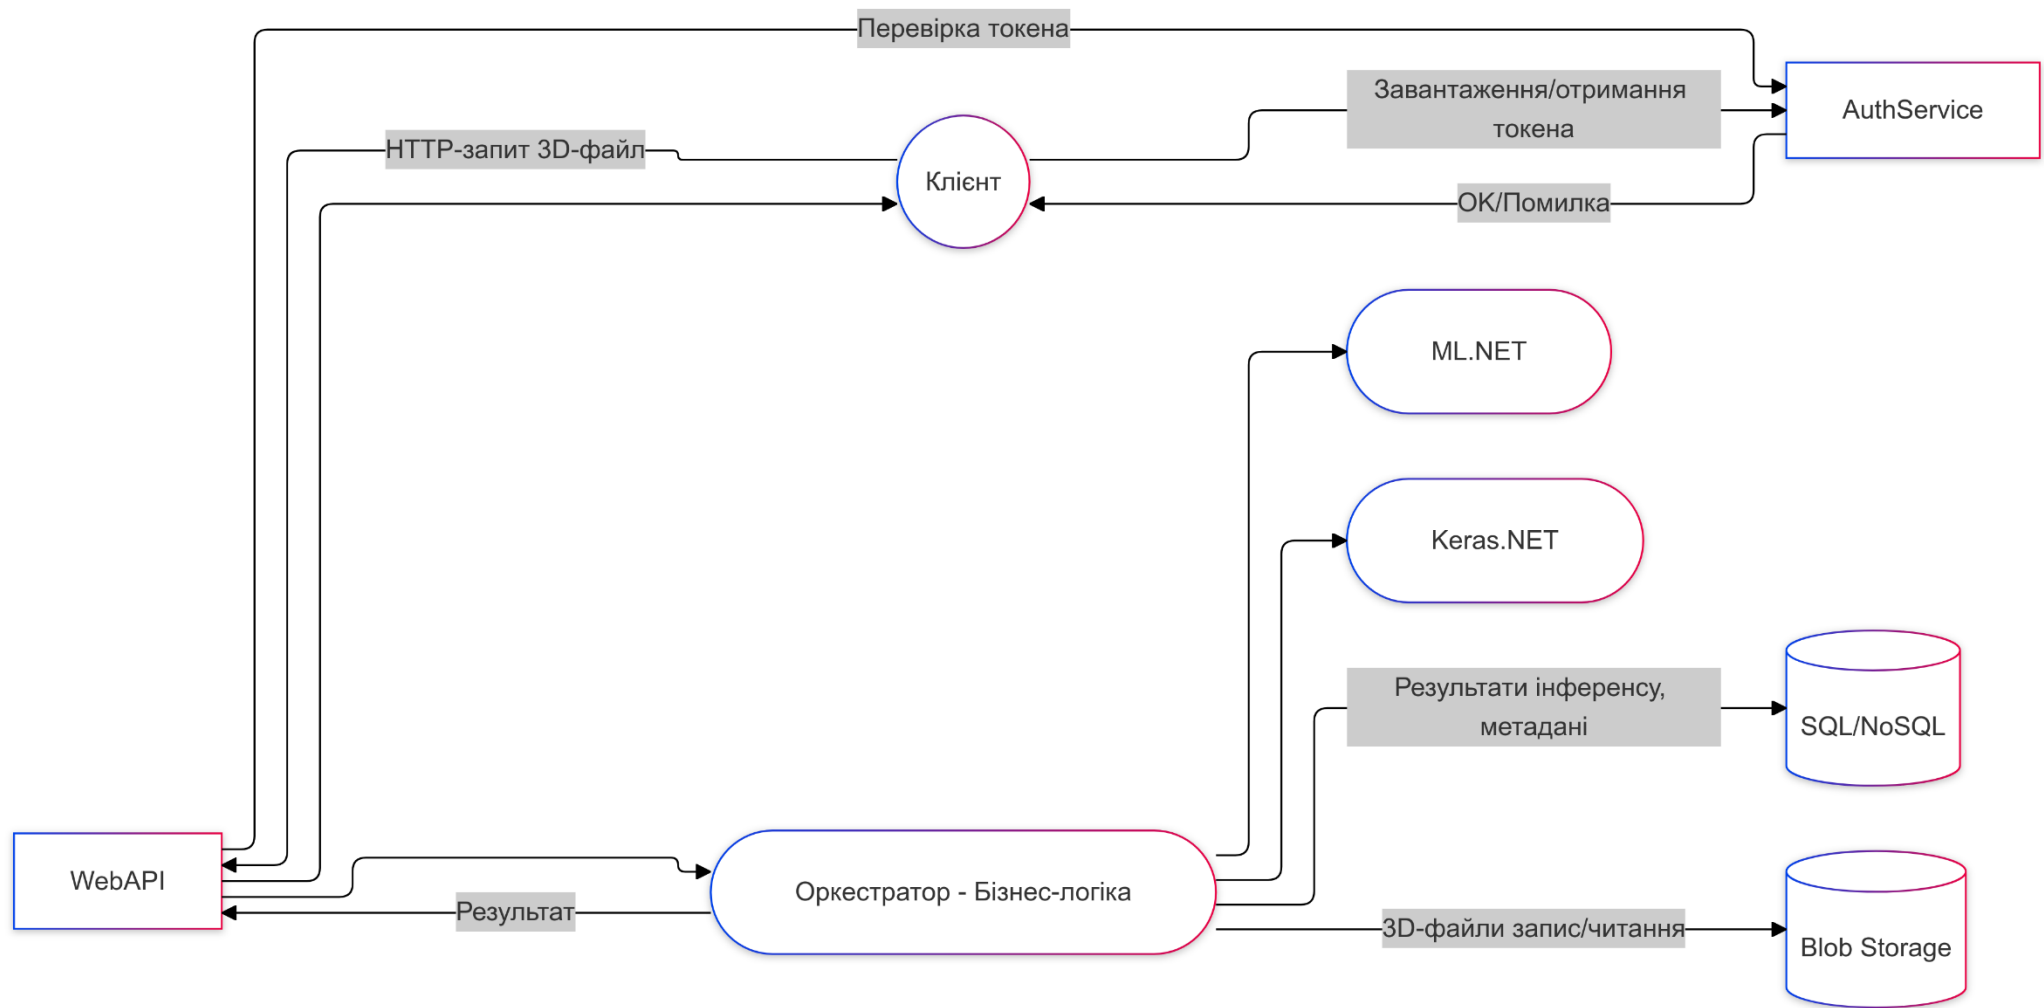 Перевірка токена
Завантаження/отримання
токена
AuthService
HTTP-запит 3D-файл
Клієнт
OK/Помилка
ML.NET
Keras.NET
Результати інференсу,
метадані
SQL/NoSQL
WebAPI
Оркестратор - Бізнес-логіка
Результат
3D-файли запис/читання
Blob Storage